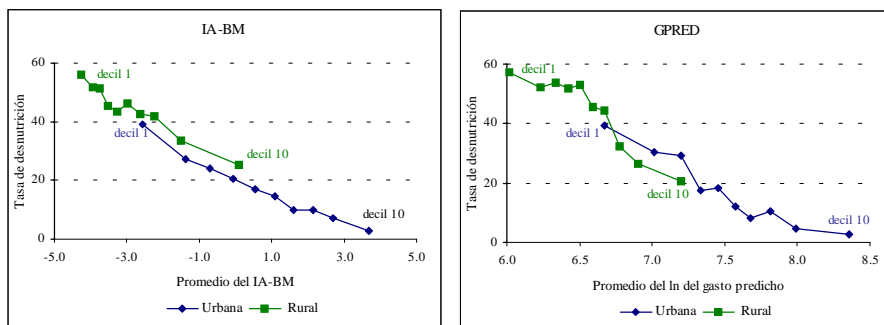 IA-BM
Tasa de desnutrición
60
40
20
0
decil 1
decil 1
decil 10
decil 10
-5.0 -3.0 -1.0 1.0 3.0 5.0
Promedio del IA-BM
Urbana Rural
GPRED
Tasa de desnutrición
80
60
40
20
0
decil 1
decil 1
decil 10
decil 10
6.0 6.5 7.0 7.5 8.0 8.5
Promedio del ln del gasto predicho
Urbana Rural